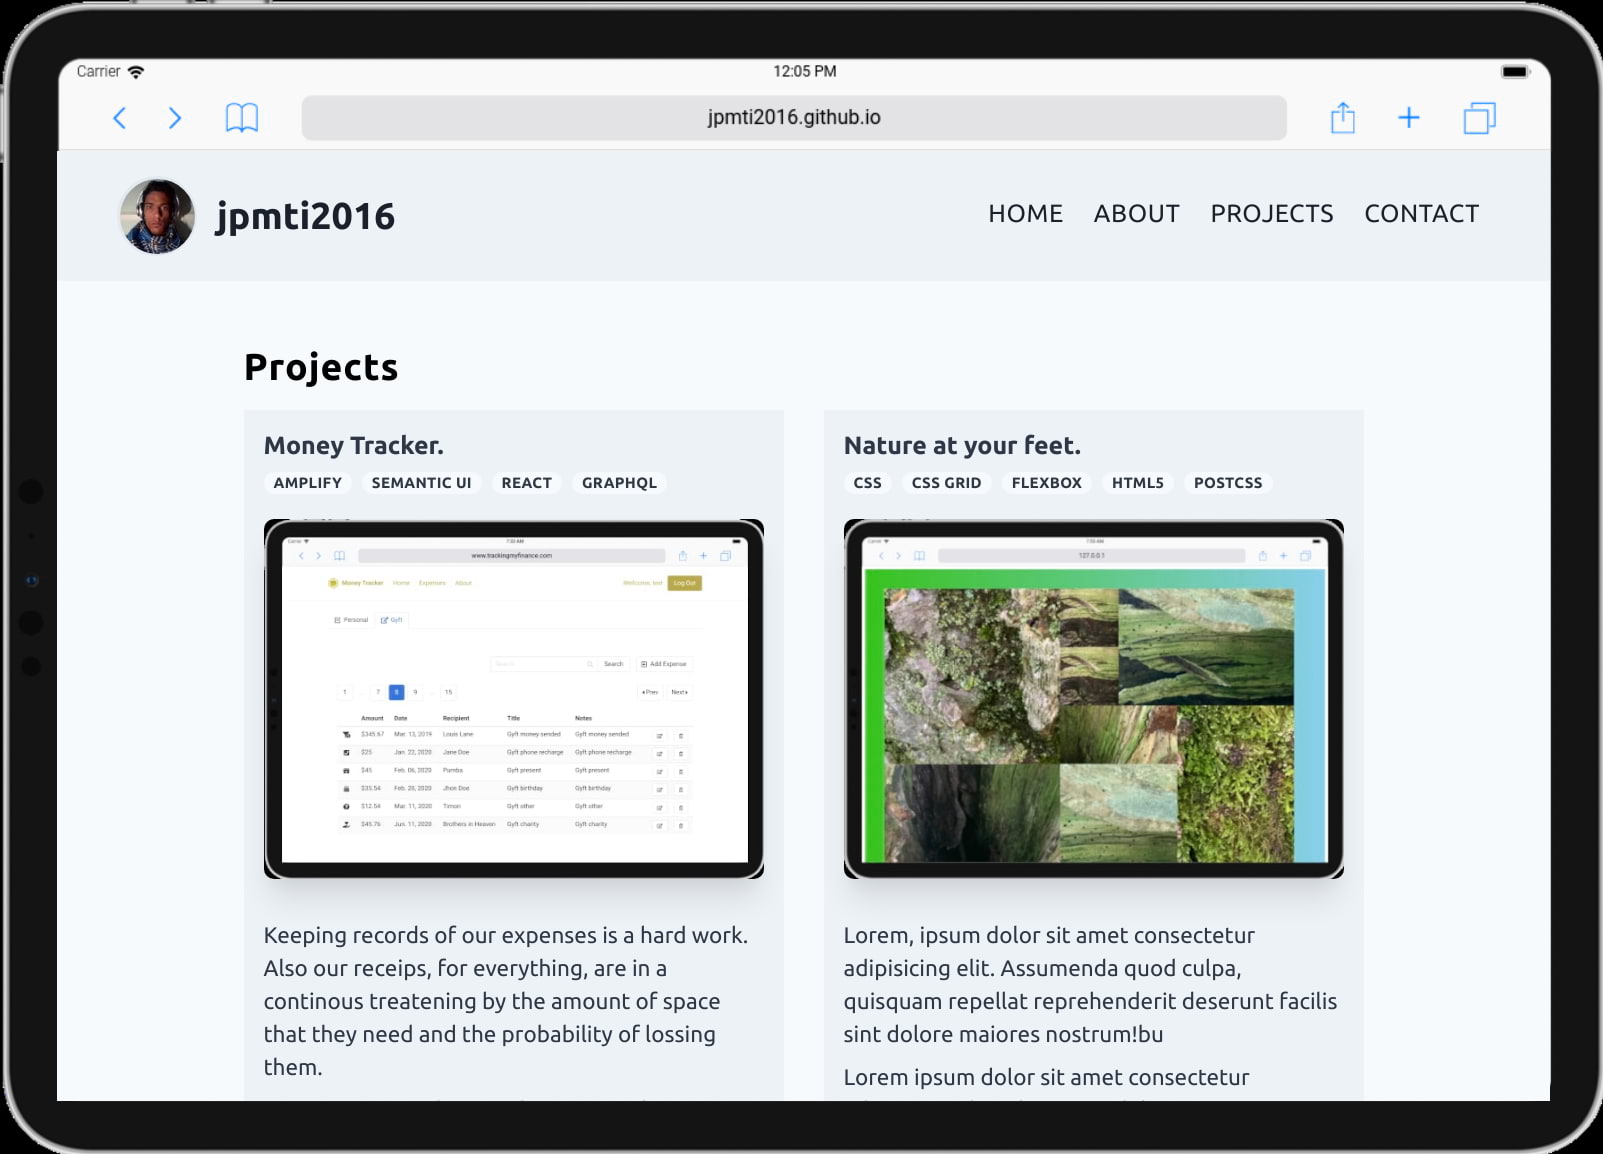 Carrier
12:05 PM
jpmti2016.github.io
jpmti2016
HOME ABOUT PROJECTS CONTACT
Projects
Money Tracker.
AMPLIFY SEMANTIC UI REACT GRAPHQL
7:02 AM
www.trackingmyfinance.com
Money Tracker Home Expenses About
Welcome, test Log Out
Personal Gyft
Search Search Add Expense
1 ... 7 8 9 ... 15
Prev Next
Amount Date Recipient Title Notes
$345.67 Mar. 13, 2019 Louis Lane Gyft money sended Gyft money sended
$25 Jan. 22, 2020 Jane Doe Gyft phone recharge Gyft phone recharge
$45 Feb. 06, 2020 Pumba Gyft present Gyft present
$35.54 Feb. 28, 2020 Jhon Doe Gyft birthday Gyft birthday
$12.54 Mar. 11, 2020 Timon Gyft other Gyft other
$45.76 Jun. 11, 2020 Brothers in Heaven Gyft charity Gyft charity
Keeping records of our expenses is a hard work.
Also our receips, for everything, are in a
continous treatening by the amount of space
that they need and the probability of lossing
them.
Nature at your feet.
CSS CSS GRID FLEXBOX HTML5 POSTCSS
127.0.0.1
Lorem, ipsum dolor sit amet consectetur
adipisicing elit. Assumenda quod culpa,
quisquam repellat reprehenderit deserunt facilis
sint dolore maiores nostrum!bu
Lorem ipsum dolor sit amet consectetur